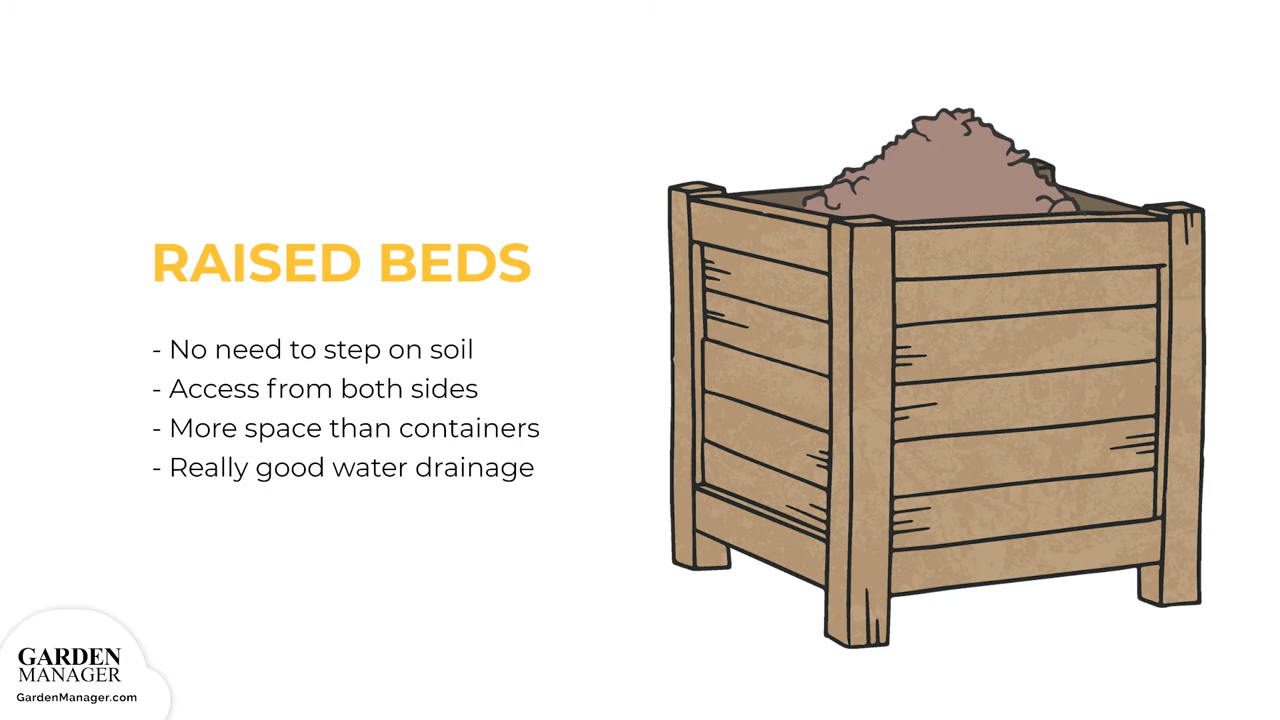 RAISED BEDS
- No need to step on soil
- Access from both sides
- More space than containers
- Really good water drainage
GARDEN
MANAGER
GardenManager.com